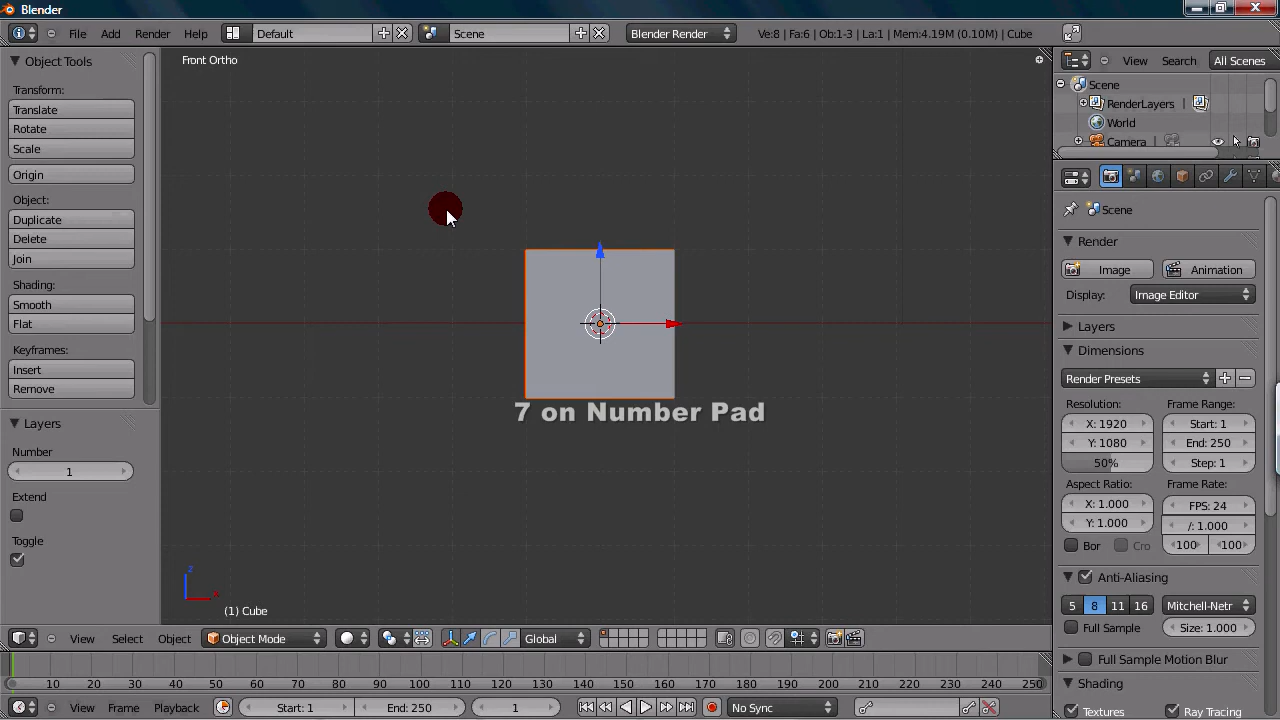 Blender
File Add Render Help Default Scene Blender Render Ve:8 | Fa:6 | Ob:1-3 | La:1 | Mem:4.19M (0.10M) | Cube
Object Tools
Transform:
Translate
Rotate
Scale
Origin
Object:
Duplicate
Delete
Join
Shading:
Smooth
Flat
Keyframes:
Insert
Remove
Layers
Number
1
Extend
Toggle
Front Ortho
7 on Number Pad
z
x
(1) Cube
View Select Object Object Mode Global
View Search All Scenes
Scene
RenderLayers |
World
Camera |
Scene
Render
Image Animation
Display: Image Editor
Layers
Dimensions
Render Presets
Resolution: Frame Range:
X: 1920 Start: 1
Y: 1080 End: 250
50% Step: 1
Aspect Ratio: Frame Rate:
X: 1.000 FPS: 24
Y: 1.000 /: 1.000
Bor Cro 100 100
Anti-Aliasing
5 8 11 16 Mitchell-Netr
Full Sample Size: 1.000
Full Sample Motion Blur
Shading
Textures Ray Tracing
10 20 30 40 50 60 70 80 90 100 110 120 130 140 150 160 170 180 190 200 210 220 230 240 250
View Frame Playback Start: 1 End: 250 1 No Sync